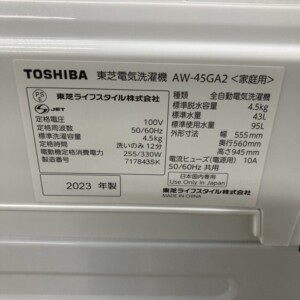 TOSHIBA 東芝電気洗濯機 AW-45GA2 <家庭用>
PS
E
JET
東芝ライフスタイル株式会社
定格電圧 100V
定格周波数 50/60Hz
標準洗濯容量 4.5kg
定格時間 洗いのみ 12分
電動機定格消費電力 255/330W
製造番号 7178435K
2023 年製
種類 全自動電気洗濯機
標準脱水容量 4.5kg
標準水量 43L
標準使用水量 95L
外形寸法 幅 555mm
奥行560mm
高さ945mm
電流ヒューズ(電源用) 10A
50/60Hz 共用
日本国内専用
Use Only in Japan
東芝ライフスタイル株式会社
MADE IN CHINA